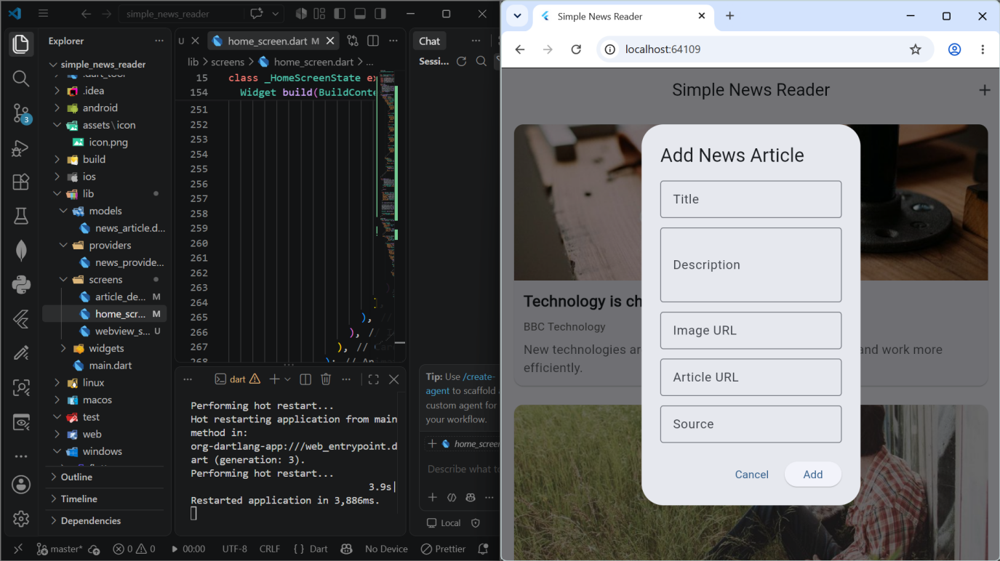 simple_news_reader
Explorer
simple_news_reader
.dart_tool
.idea
android
assets\icon
icon.png
build
ios
lib
models
news_article.d...
providers
news_provide...
screens
article_de... M
home_scr... M
webview_s... U
widgets
main.dart
linux
macos
test
web
windows
Outline
Timeline
Dependencies
3
U
home_screen.dart M
lib > screens > home_screen.dart > ...
15 class _HomeScreenState ex
154 Widget build(BuildConte
251
252
253
254
255
256
257
258
259
260
261
262
263
264
265 ), //
266 ), //
267 ), // Car
268
dart
Performing hot restart...
Hot restarting application from main
method in:
org-dartlang-app:///web_entrypoint.d
art (generation: 3).
Performing hot restart...
3.9s
Restarted application in 3,886ms.
Chat
Sessi...
Tip: Use /create-
agent to scaffold a
custom agent for
your workflow.
home_screen
Describe what to
Local
master*
0
0
00:00
UTF-8
CRLF
{ } Dart
No Device
Prettier
Simple News Reader
localhost:64109
Simple News Reader
Technology is ch
BBC Technology
New technologies ar
and work more
efficiently.
Add News Article
Title
Description
Image URL
Article URL
Source
Cancel
Add